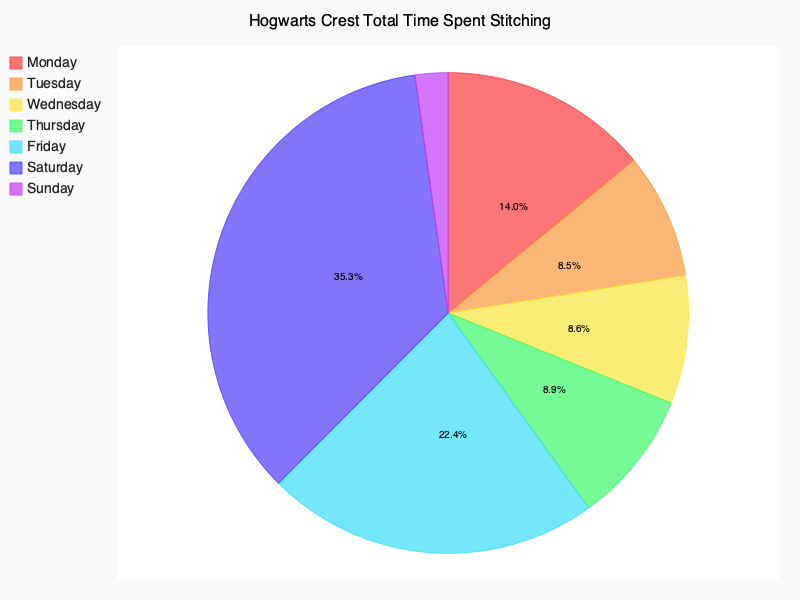 Hogwarts Crest Total Time Spent Stitching
Monday
Tuesday
Wednesday
Thursday
Friday
Saturday
Sunday
14.0%
8.5%
8.6%
8.9%
22.4%
35.3%